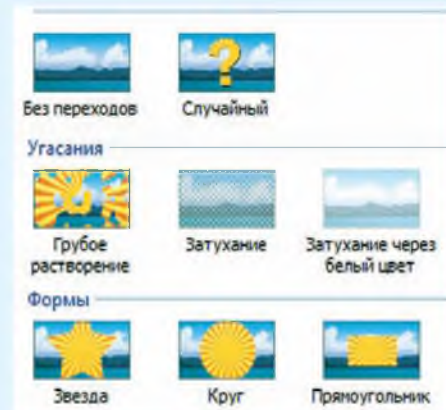 Без переходов Случайный
Угасания
Грубое растворение Затухание Затухание через белый цвет
Формы
Звезда Круг Прямоугольник